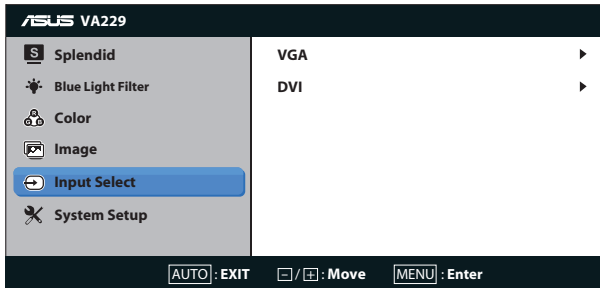 ASUS VA229
S Splendid
Blue Light Filter
R G B Color
Image
Input Select
System Setup
VGA
DVI
AUTO : EXIT - / + : Move MENU : Enter